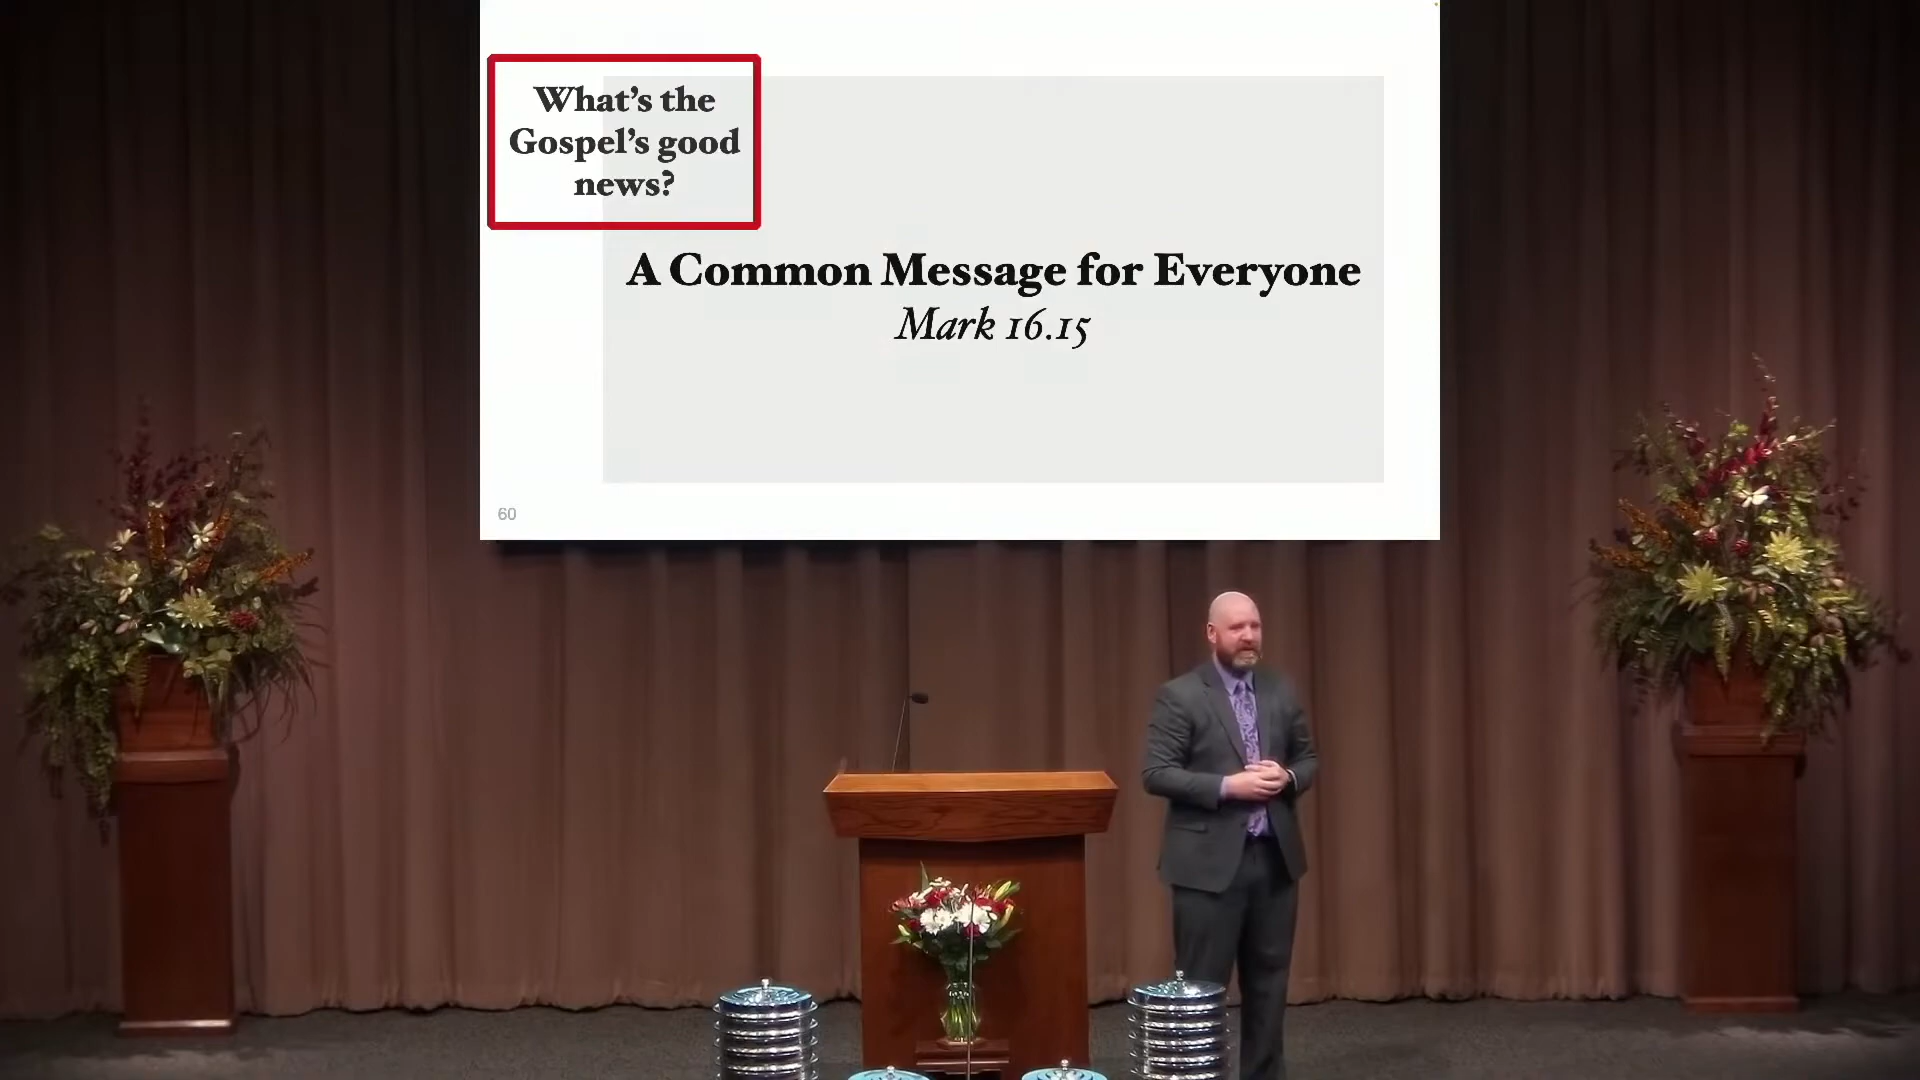 What’s the
Gospel’s good
news?
A Common Message for Everyone
Mark 16.15
60